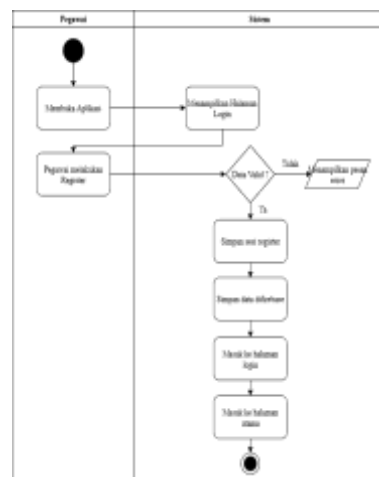 Pegawai
Sistem
Membuka Aplikasi
Menampilkan Halaman
Login
Pegawai melakukan
Register
Data Valid ?
Tidak
Menampilkan pesan
error
Ya
Simpan sesi register
Simpan data didatabase
Masuk ke halaman
login
Masuk ke halaman
utama